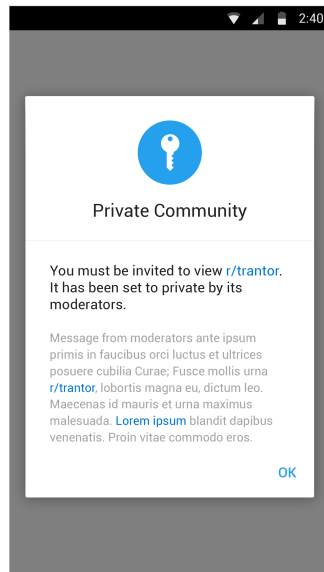 2:40
Private Community
You must be invited to view r/trantor.
It has been set to private by its
moderators.
Message from moderators ante ipsum
primis in faucibus orci luctus et ultrices
posuere cubilia Curae; Fusce mollis urna
r/trantor, lobortis magna eu, dictum leo.
Maecenas id mauris et urna maximus
malesuada. Lorem ipsum blandit dapibus
venenatis. Proin vitae commodo eros.
OK